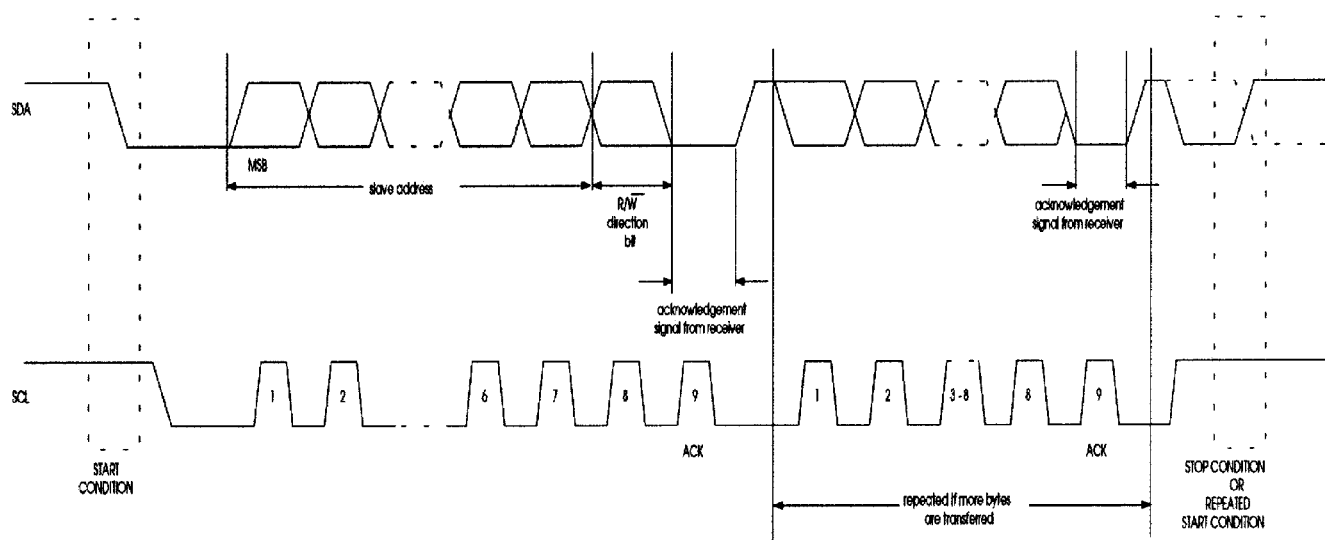 SDA
MSB
slave address
R/W
direction
bit
acknowledgement
signal from receiver
acknowledgement
signal from receiver
SCL
1
2
6
7
8
9
1
2
3-8
8
9
ACK
ACK
START
CONDITION
STOP CONDITION
OR
REPEATED
START CONDITION
repeated if more bytes
are transferred